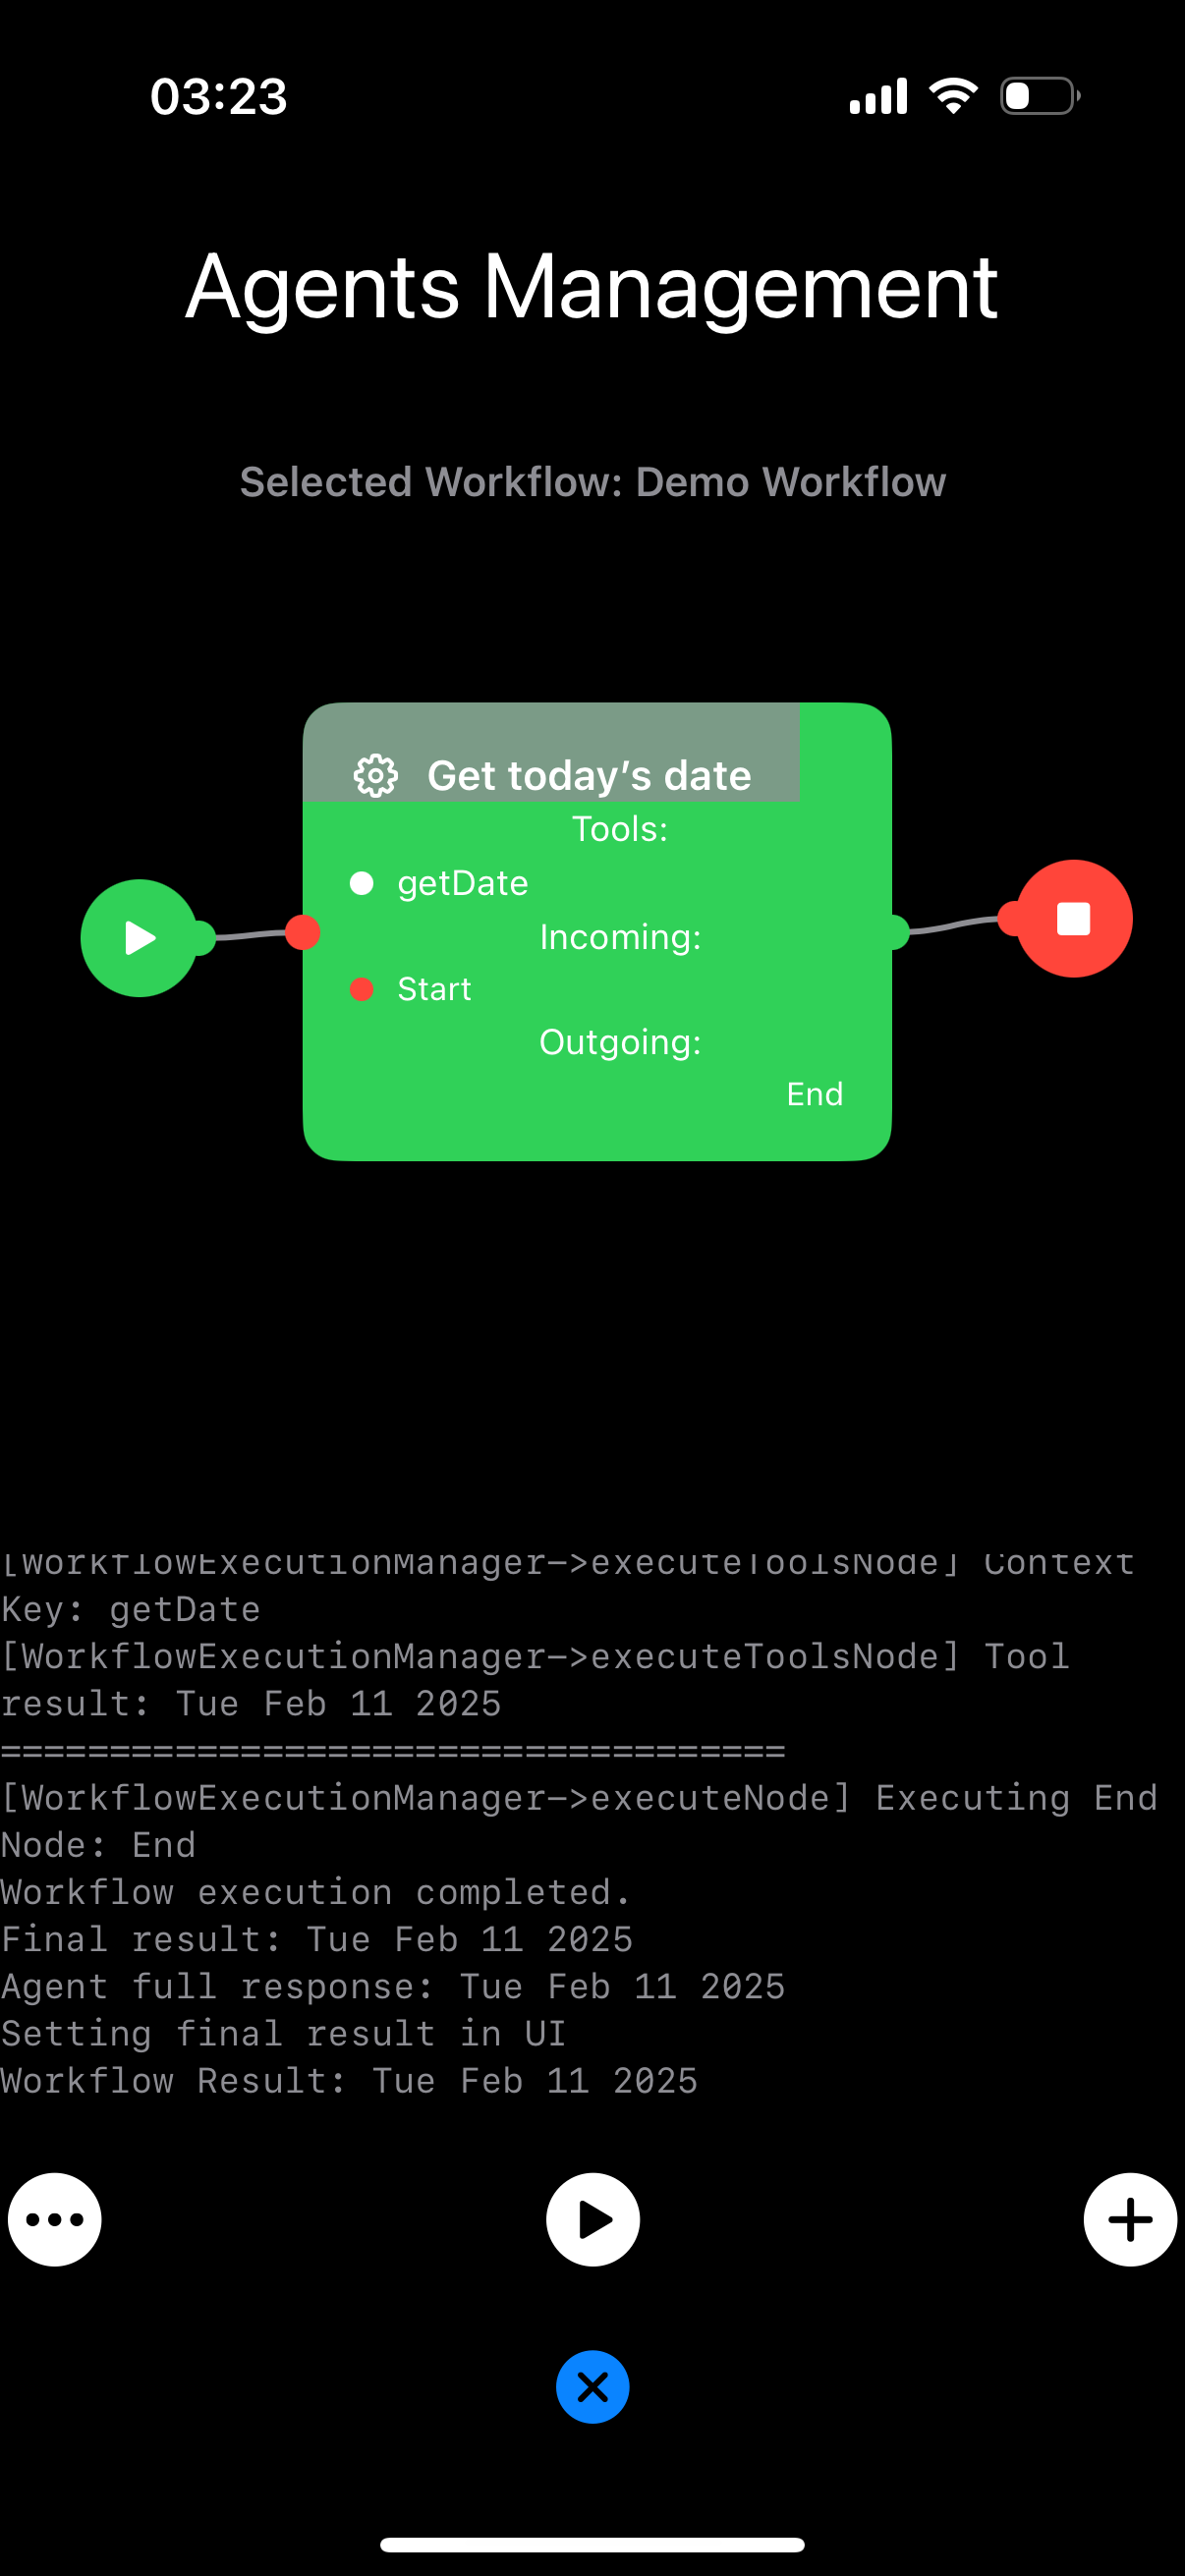 03:23
Agents Management
Selected Workflow: Demo Workflow
Get today’s date
Tools:
getDate
Incoming:
Start
Outgoing:
End
[WorkflowExecutionManager->executeToolsNode] Context
Key: getDate
[WorkflowExecutionManager->executeToolsNode] Tool
result: Tue Feb 11 2025
====================================
[WorkflowExecutionManager->executeNode] Executing End
Node: End
Workflow execution completed.
Final result: Tue Feb 11 2025
Agent full response: Tue Feb 11 2025
Setting final result in UI
Workflow Result: Tue Feb 11 2025